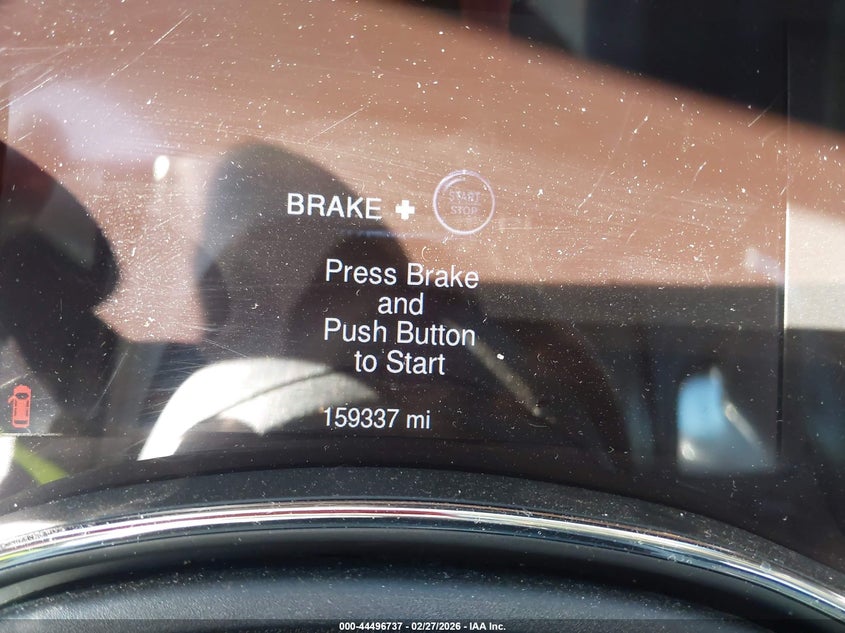 BRAKE + START STOP
Press Brake
and
Push Button
to Start
159337 mi
000-44496737 - 02/27/2026 - IAA Inc.